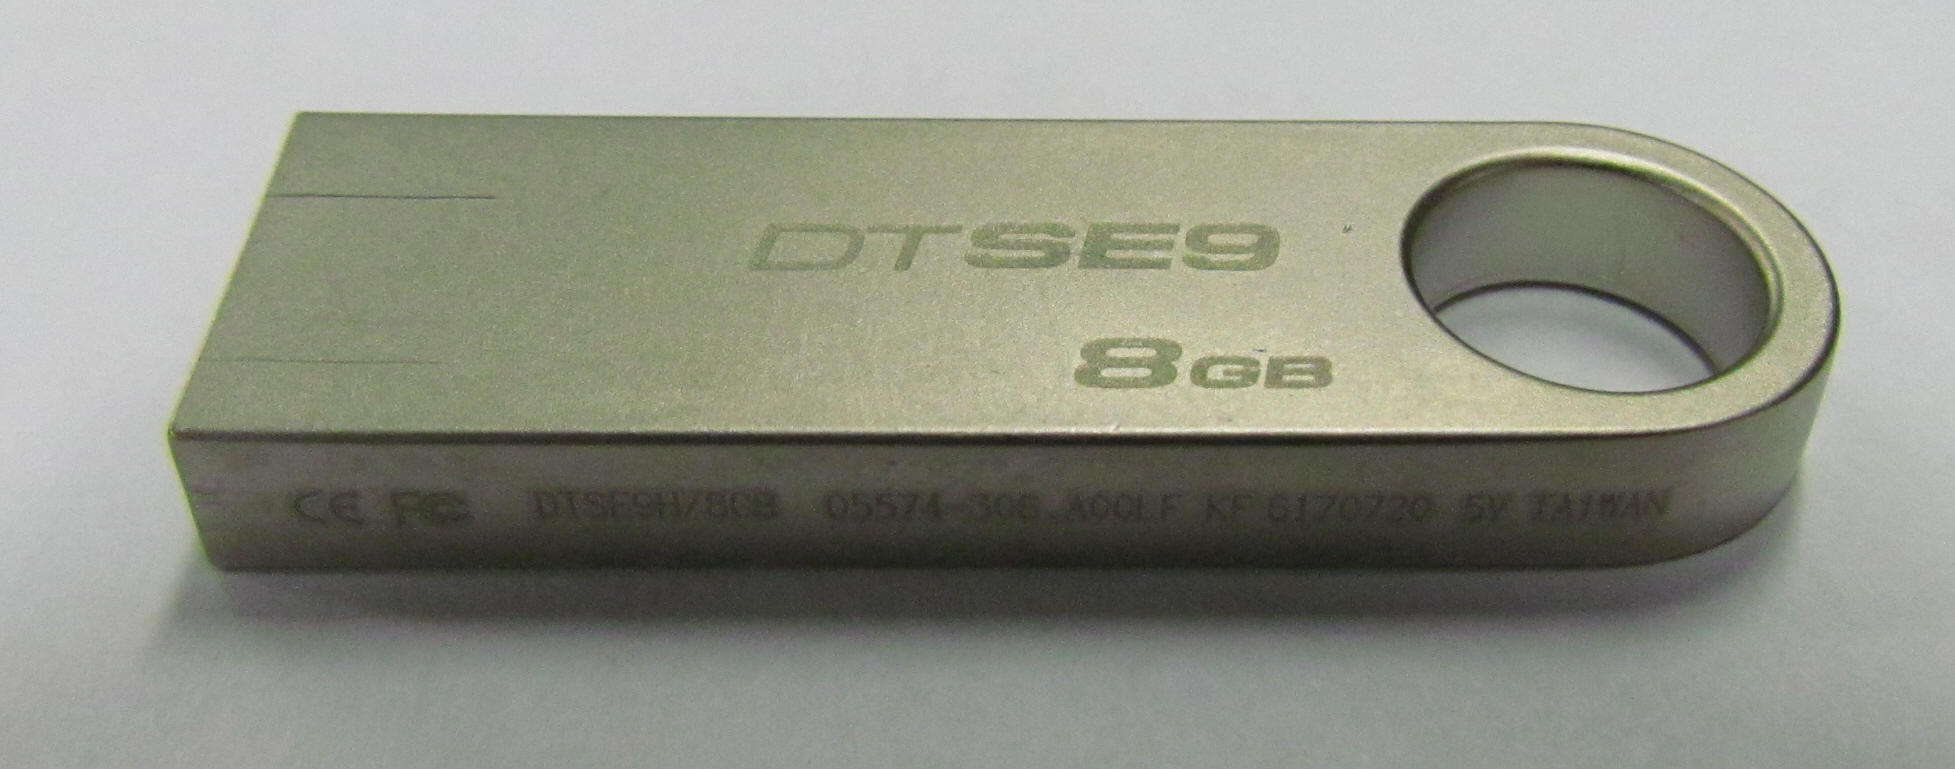 DTSE9
8GB
CE FC DTSE9H/8GB 05574-308.A00LF KF 6170720 5V TAIWAN